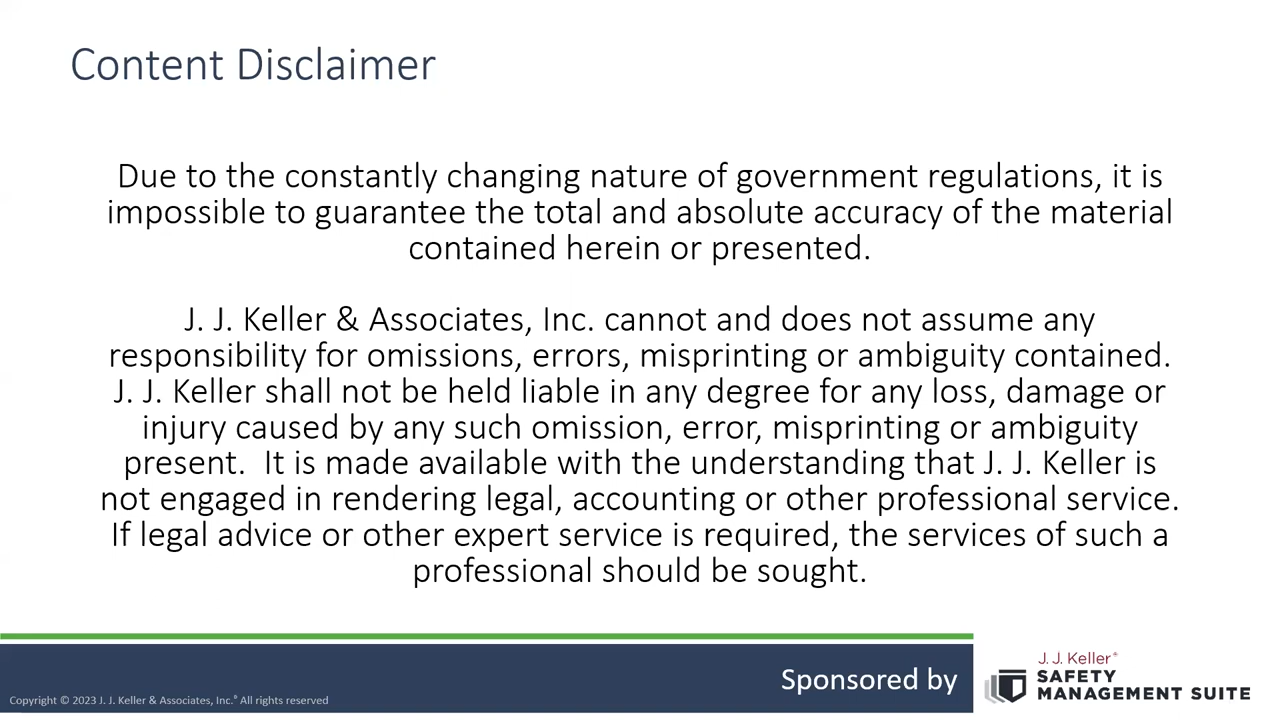 Content Disclaimer
Due to the constantly changing nature of government regulations, it is
impossible to guarantee the total and absolute accuracy of the material
contained herein or presented.
J. J. Keller & Associates, Inc. cannot and does not assume any
responsibility for omissions, errors, misprinting or ambiguity contained.
J. J. Keller shall not be held liable in any degree for any loss, damage or
injury caused by any such omission, error, misprinting or ambiguity
present.  It is made available with the understanding that J. J. Keller is
not engaged in rendering legal, accounting or other professional service.
If legal advice or other expert service is required, the services of such a
professional should be sought.
Sponsored by
J. J. Keller®
SAFETY
MANAGEMENT SUITE
Copyright © 2023 J. J. Keller & Associates, Inc.® All rights reserved